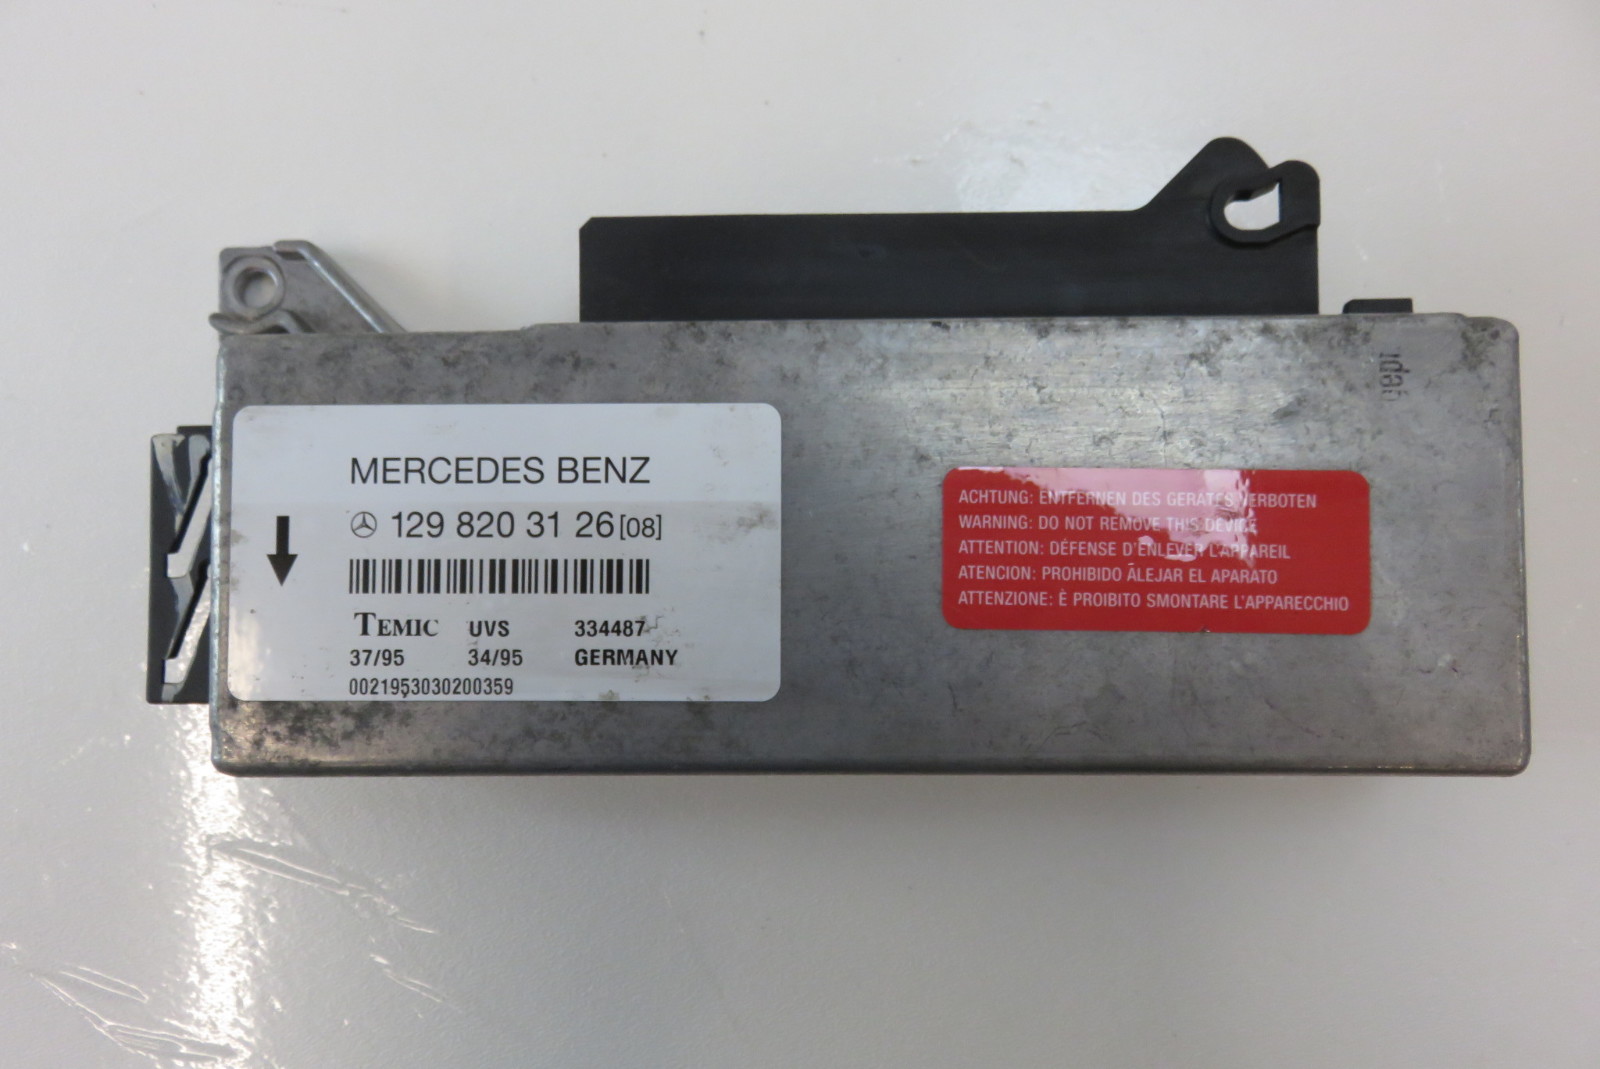 MERCEDES BENZ
129 820 31 26 [08]
TEMIC UVS 334487
37/95 34/95 GERMANY
0021953030200359
ACHTUNG: ENTFERNEN DES GERÄTES VERBOTEN
WARNING: DO NOT REMOVE THIS DEVICE
ATTENTION: DÉFENSE D'ENLEVER L'APPAREIL
ATENCION: PROHIBIDO ALEJAR EL APARATO
ATTENZIONE: È PROIBITO SMONTARE L'APPARECCHIO